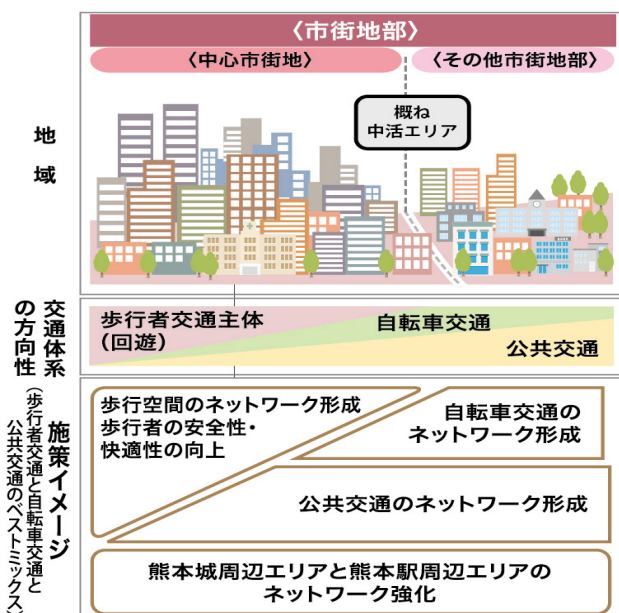 〈市街地部〉
〈中心市街地〉
〈その他市街地部〉
概ね
中活エリア
地域
交通体系
の方向性
歩行者交通主体
(回遊)
自転車交通
公共交通
施策イメージ
(歩行者交通と自転車交通と
公共交通のベストミックス)
歩行空間のネットワーク形成
歩行者の安全性・
快適性の向上
自転車交通の
ネットワーク形成
公共交通のネットワーク形成
熊本城周辺エリアと熊本駅周辺エリアの
ネットワーク強化